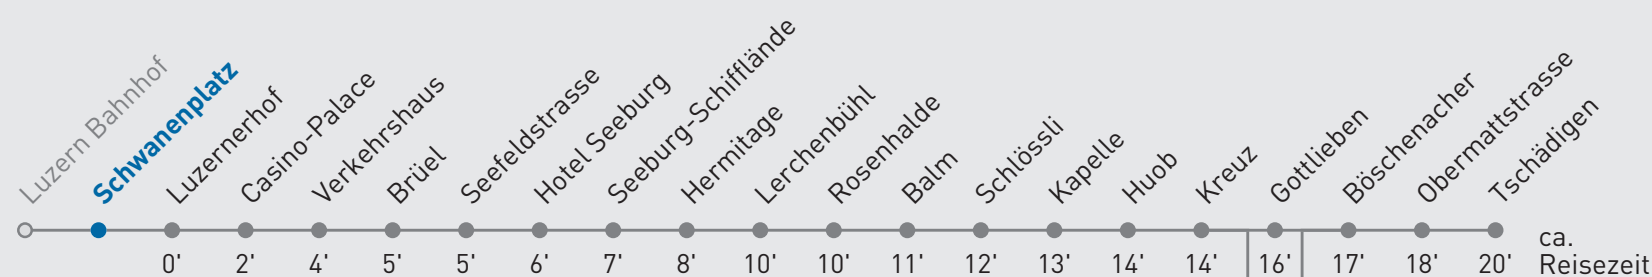 Luzern Bahnhof
Schwanenplatz
Luzernerhof
Casino-Palace
Verkehrshaus
Brüel
Seefeldstrasse
Hotel Seeburg
Seeburg-Schifflände
Hermitage
Lerchenbühl
Rosenhalde
Balm
Schlössli
Kapelle
Huob
Kreuz
Gottlieben
Böschenacher
Obermattstrasse
Tschädigen
0' 2' 4' 5' 5' 6' 7' 8' 10' 10' 11' 12' 13' 14' 14' 16' 17' 18' 20'
ca.
Reisezeit